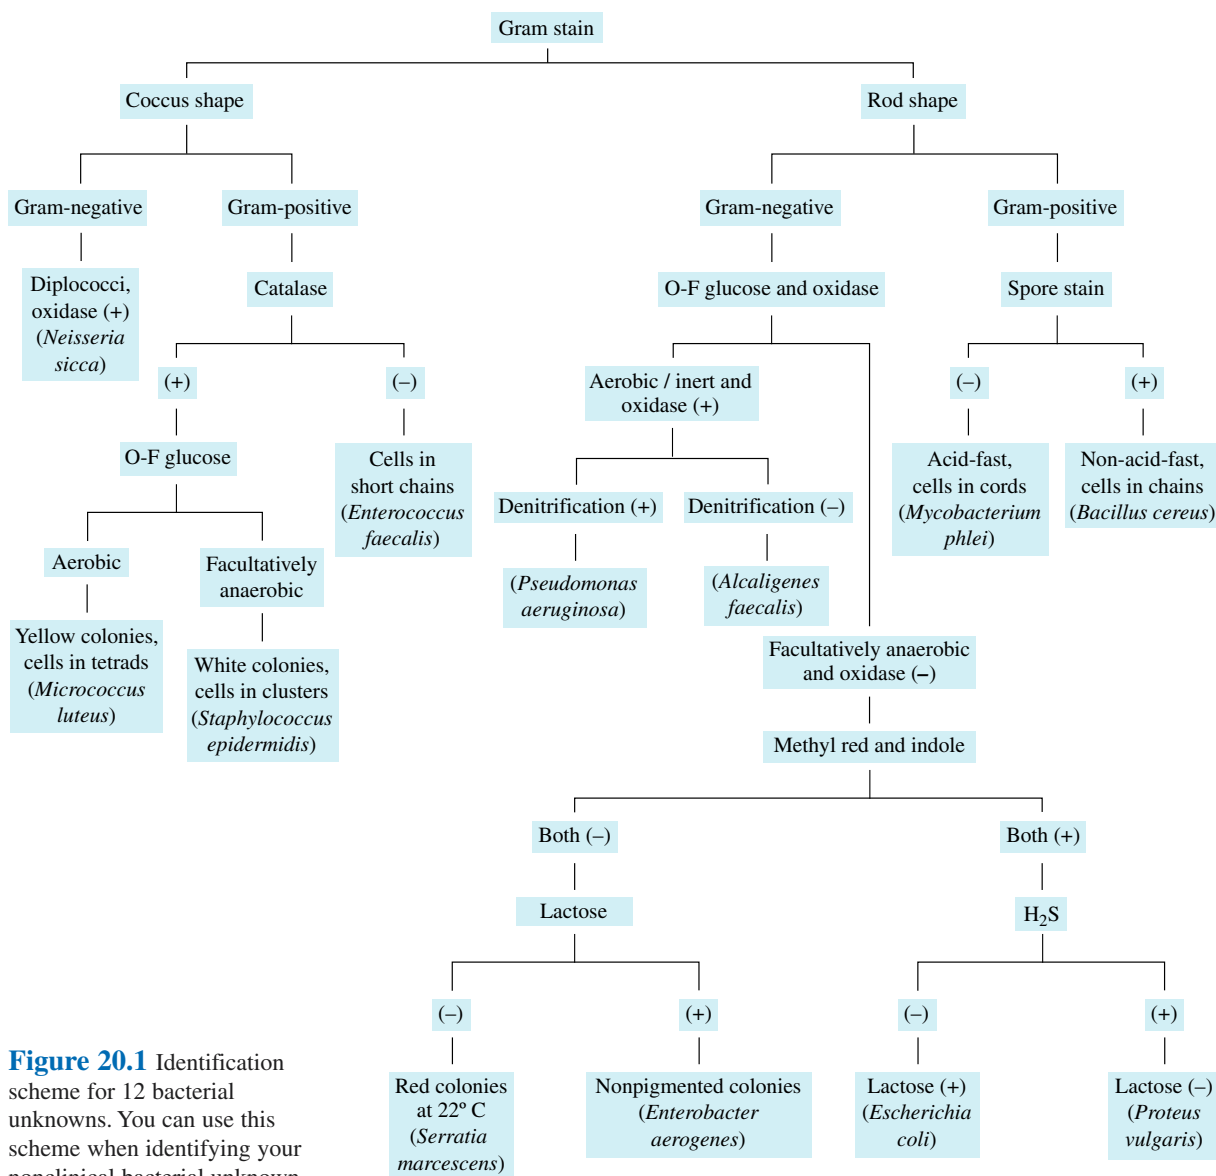 Gram stain
Coccus shape
Rod shape
Gram-negative
Gram-positive
Gram-negative
Gram-positive
Diplococci,
oxidase (+)
(Neisseria
sicca)
Catalase
O-F glucose and oxidase
Spore stain
(+)
(–)
Aerobic / inert and
oxidase (+)
(–)
(+)
O-F glucose
Cells in
short chains
(Enterococcus
faecalis)
Denitrification (+)
Denitrification (–)
Acid-fast,
cells in cords
(Mycobacterium
phlei)
Non-acid-fast,
cells in chains
(Bacillus cereus)
Aerobic
Facultatively
anaerobic
(Pseudomonas
aeruginosa)
(Alcaligenes
faecalis)
Yellow colonies,
cells in tetrads
(Micrococcus
luteus)
White colonies,
cells in clusters
(Staphylococcus
epidermidis)
Facultatively anaerobic
and oxidase (–)
Methyl red and indole
Both (–)
Both (+)
Lactose
H₂S
(–)
(+)
(–)
(+)
Red colonies
at 22º C
(Serratia
marcescens)
Nonpigmented colonies
(Enterobacter
aerogenes)
Lactose (+)
(Escherichia
coli)
Lactose (–)
(Proteus
vulgaris)
Figure 20.1 Identification
scheme for 12 bacterial
unknowns. You can use this
scheme when identifying your
nonclinical bacterial unknown